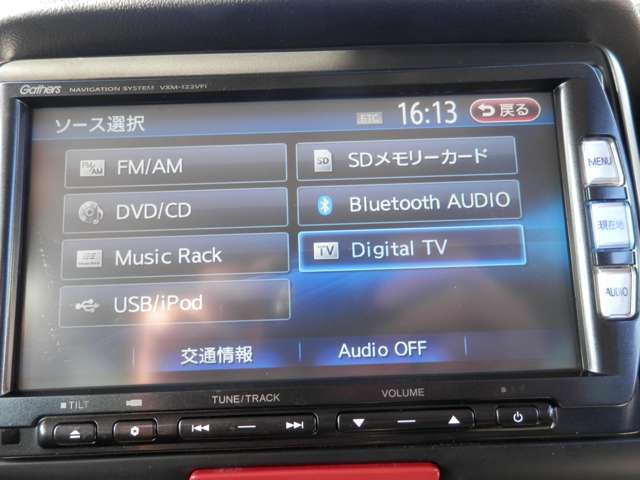 Gathers NAVIGATION SYSTEM VXM-122VFi
ソース選択 ETC 16:13 戻る
FM/AM SDメモリーカード
DVD/CD Bluetooth AUDIO
Music Rack TV Digital TV
USB/iPod
交通情報 Audio OFF
MENU
現在地
AUDIO
TILT TUNE/TRACK VOLUME